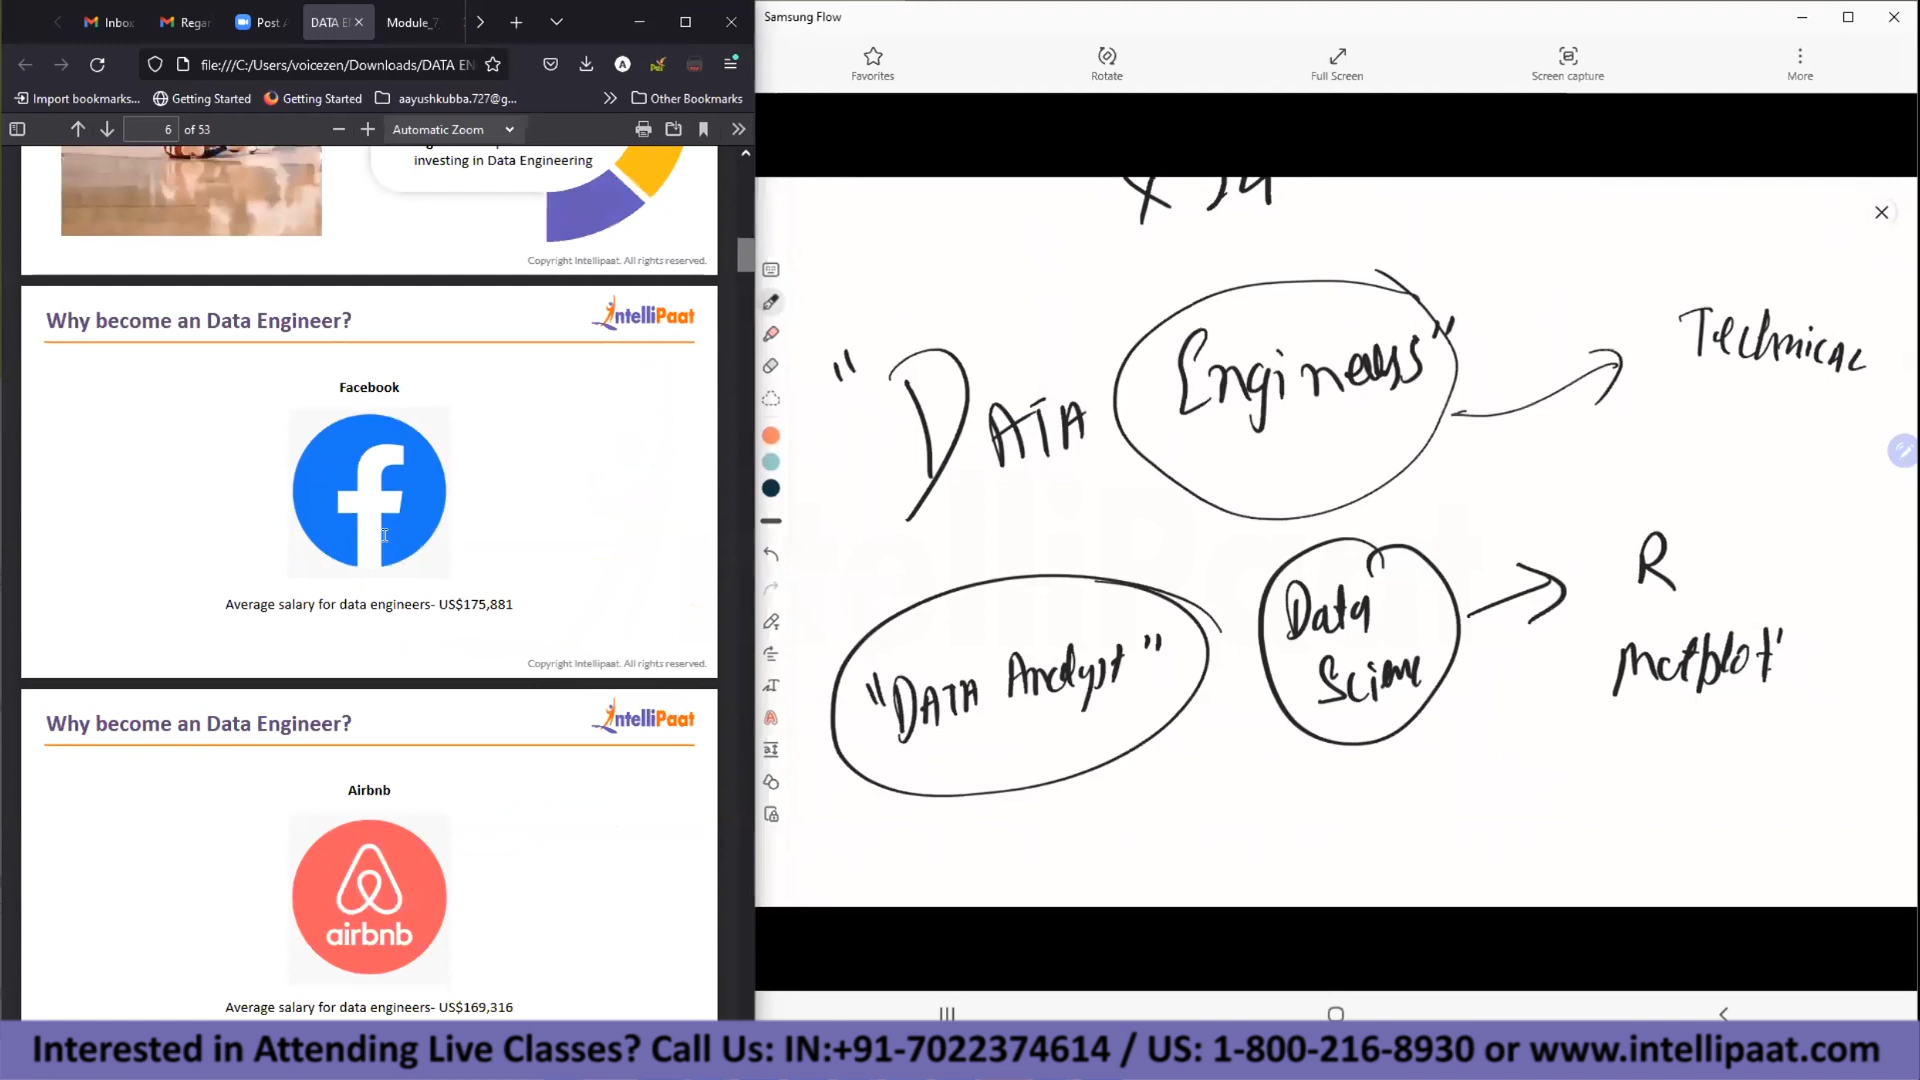 Inbox
Regar
Post A
DATA E
Module_7
file:///C:/Users/voicezen/Downloads/DATA EN
Import bookmarks...
Getting Started
Getting Started
aayushkubba.727@g...
Other Bookmarks
6
of 53
Automatic Zoom
investing in Data Engineering
Copyright Intellipaat. All rights reserved.
Why become an Data Engineer?
IntelliPaat
Facebook
Average salary for data engineers- US$175,881
Copyright Intellipaat. All rights reserved.
Why become an Data Engineer?
IntelliPaat
Airbnb
airbnb
Average salary for data engineers- US$169,316
Samsung Flow
Favorites
Rotate
Full Screen
Screen capture
More
"DATA
Technical
"DATA Analyst"
Data
R
Interested in Attending Live Classes? Call Us: IN:+91-7022374614 / US: 1-800-216-8930 or www.intellipaat.com